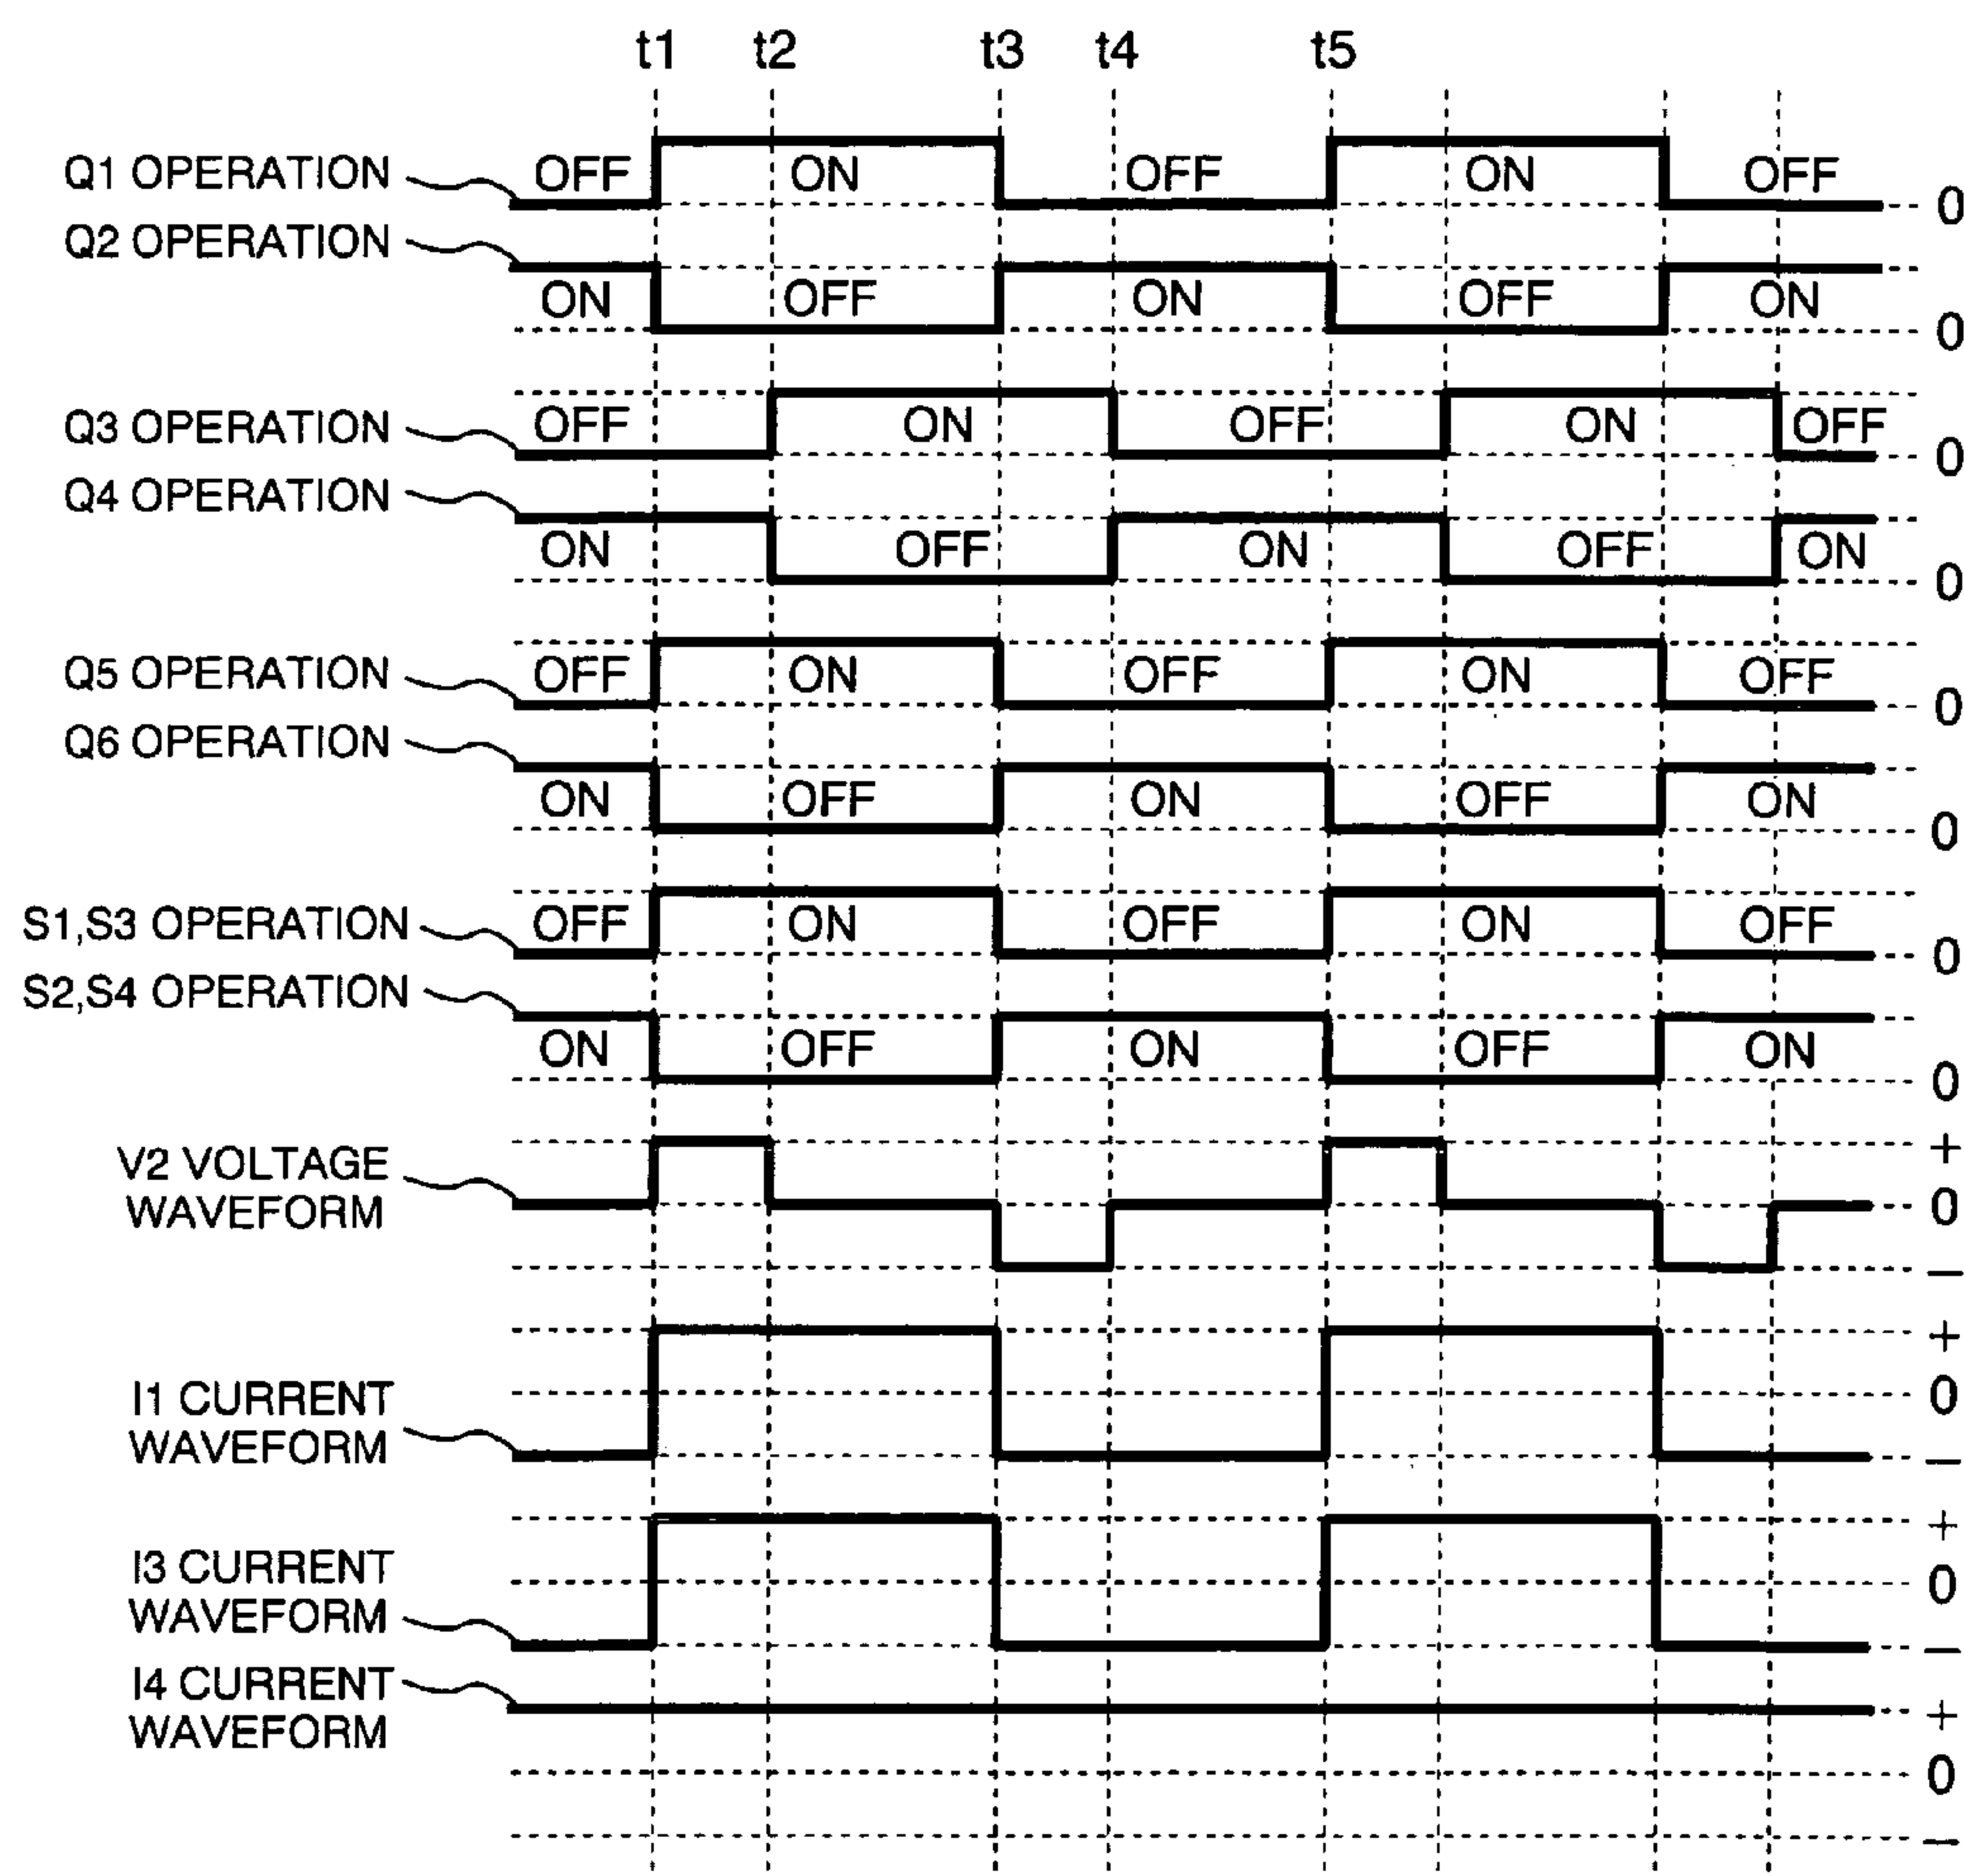 t1 t2 t3 t4 t5
Q1 OPERATION OFF ON OFF ON OFF 0
Q2 OPERATION ON OFF ON OFF ON 0
Q3 OPERATION OFF ON OFF ON OFF 0
Q4 OPERATION ON OFF ON OFF ON 0
Q5 OPERATION OFF ON OFF ON OFF 0
Q6 OPERATION ON OFF ON OFF ON 0
S1,S3 OPERATION OFF ON OFF ON OFF 0
S2,S4 OPERATION ON OFF ON OFF ON 0
V2 VOLTAGE
WAVEFORM
+
0
–
I1 CURRENT
WAVEFORM
+
0
–
I3 CURRENT
WAVEFORM
+
0
–
I4 CURRENT
WAVEFORM
+
0
–